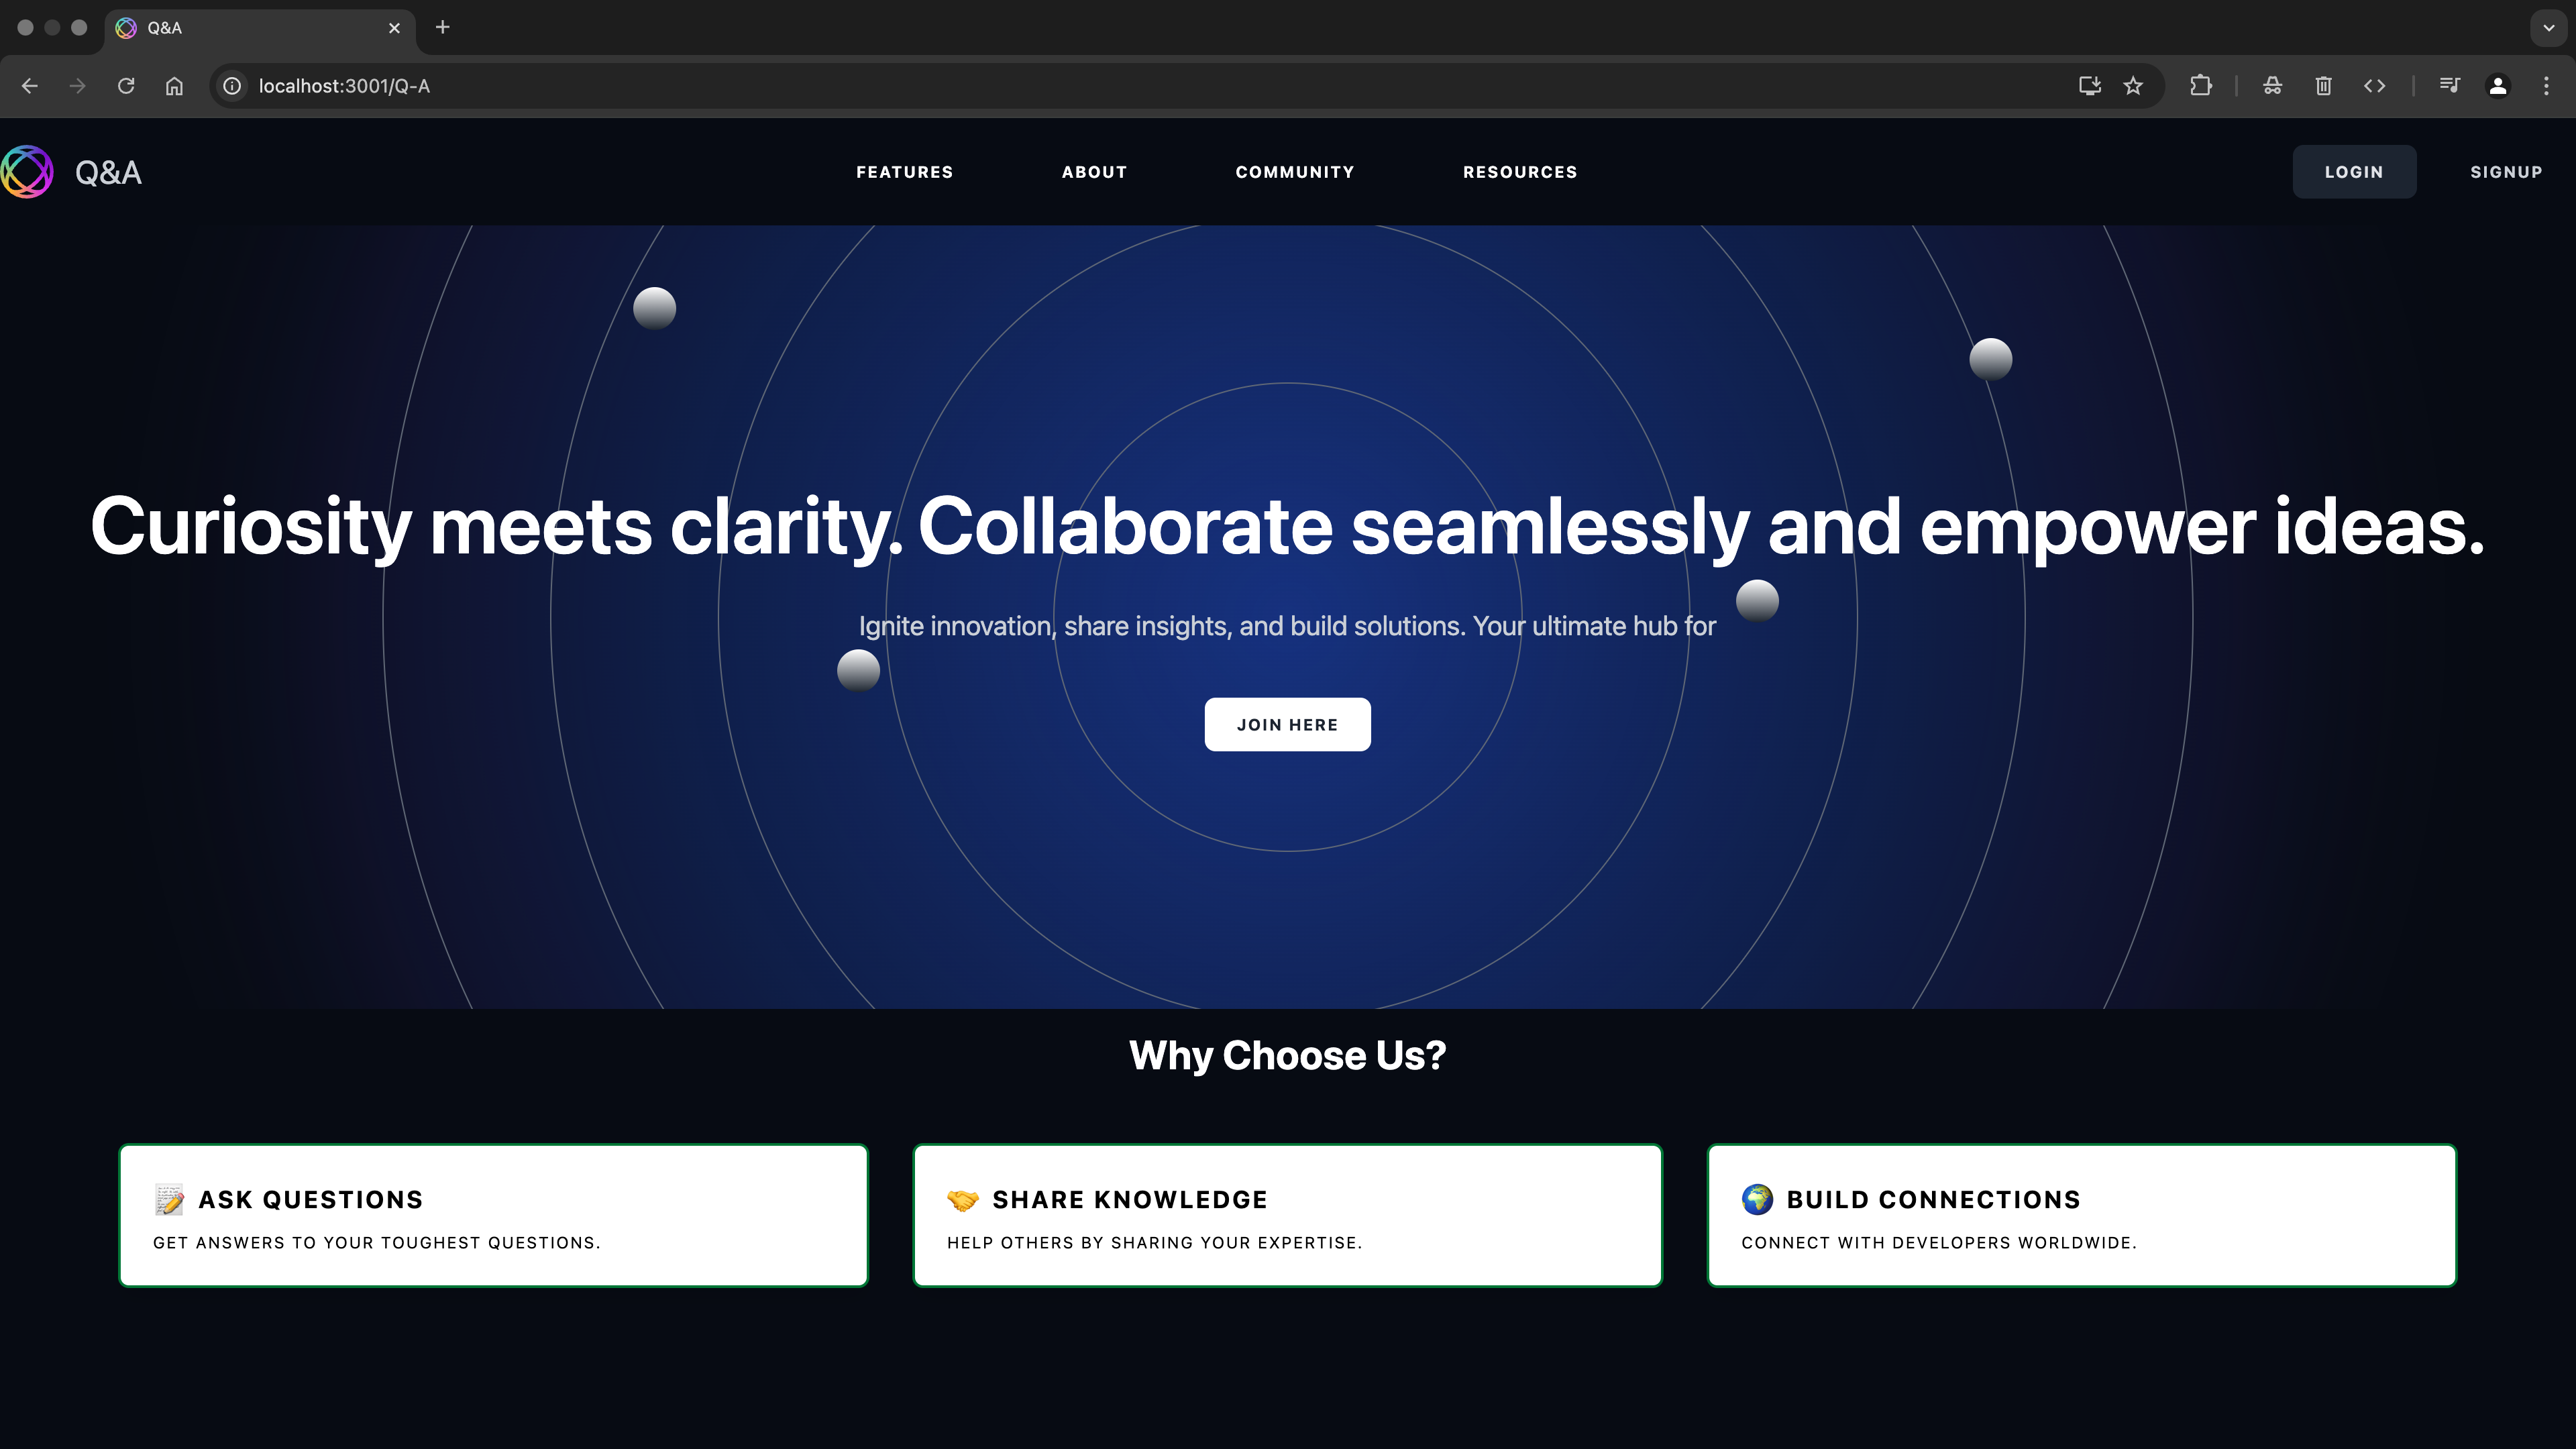 Q&A
localhost:3001/Q-A
Q&A
FEATURES ABOUT COMMUNITY RESOURCES LOGIN SIGNUP
Curiosity meets clarity. Collaborate seamlessly and empower ideas.
Ignite innovation, share insights, and build solutions. Your ultimate hub for
JOIN HERE
Why Choose Us?
📝 ASK QUESTIONS
GET ANSWERS TO YOUR TOUGHEST QUESTIONS.
🤝 SHARE KNOWLEDGE
HELP OTHERS BY SHARING YOUR EXPERTISE.
🌍 BUILD CONNECTIONS
CONNECT WITH DEVELOPERS WORLDWIDE.